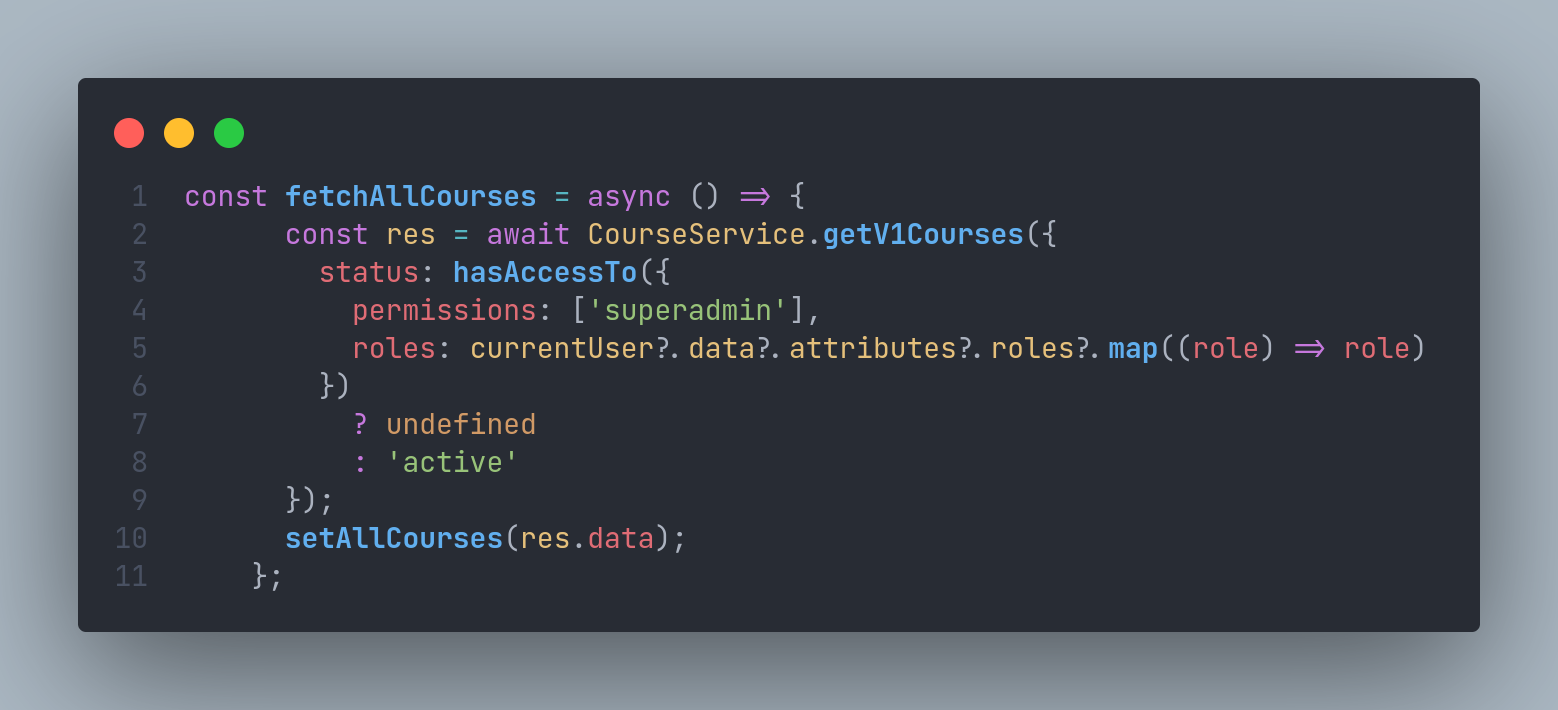 1 const fetchAllCourses = async () => {
2 const res = await CourseService.getV1Courses({
3 status: hasAccessTo({
4 permissions: ['superadmin'],
5 roles: currentUser?.data?.attributes?.roles?.map((role) => role)
6 })
7 ? undefined
8 : 'active'
9 });
10 setAllCourses(res.data);
11 };